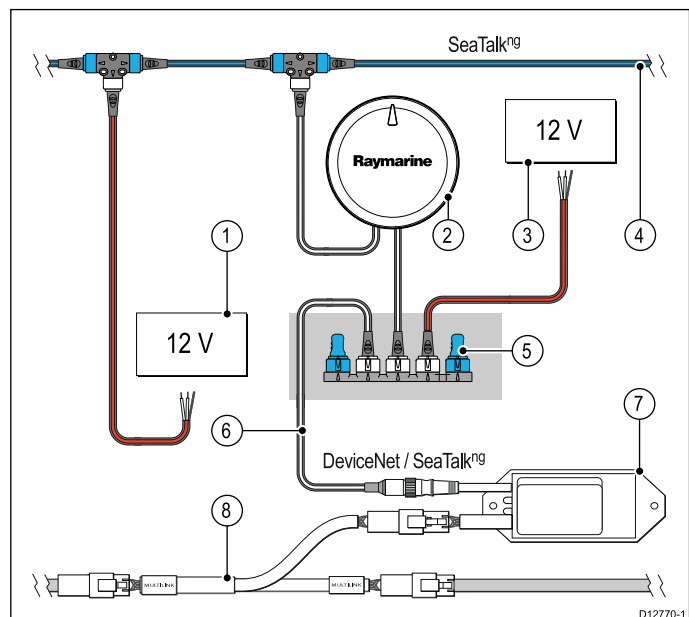 SeaTalkng
12 V
3
4
Raymarine
2
1
12 V
5
6
7
DeviceNet / SeaTalkng
8
MULTILINK
MULTILINK
D12770-1